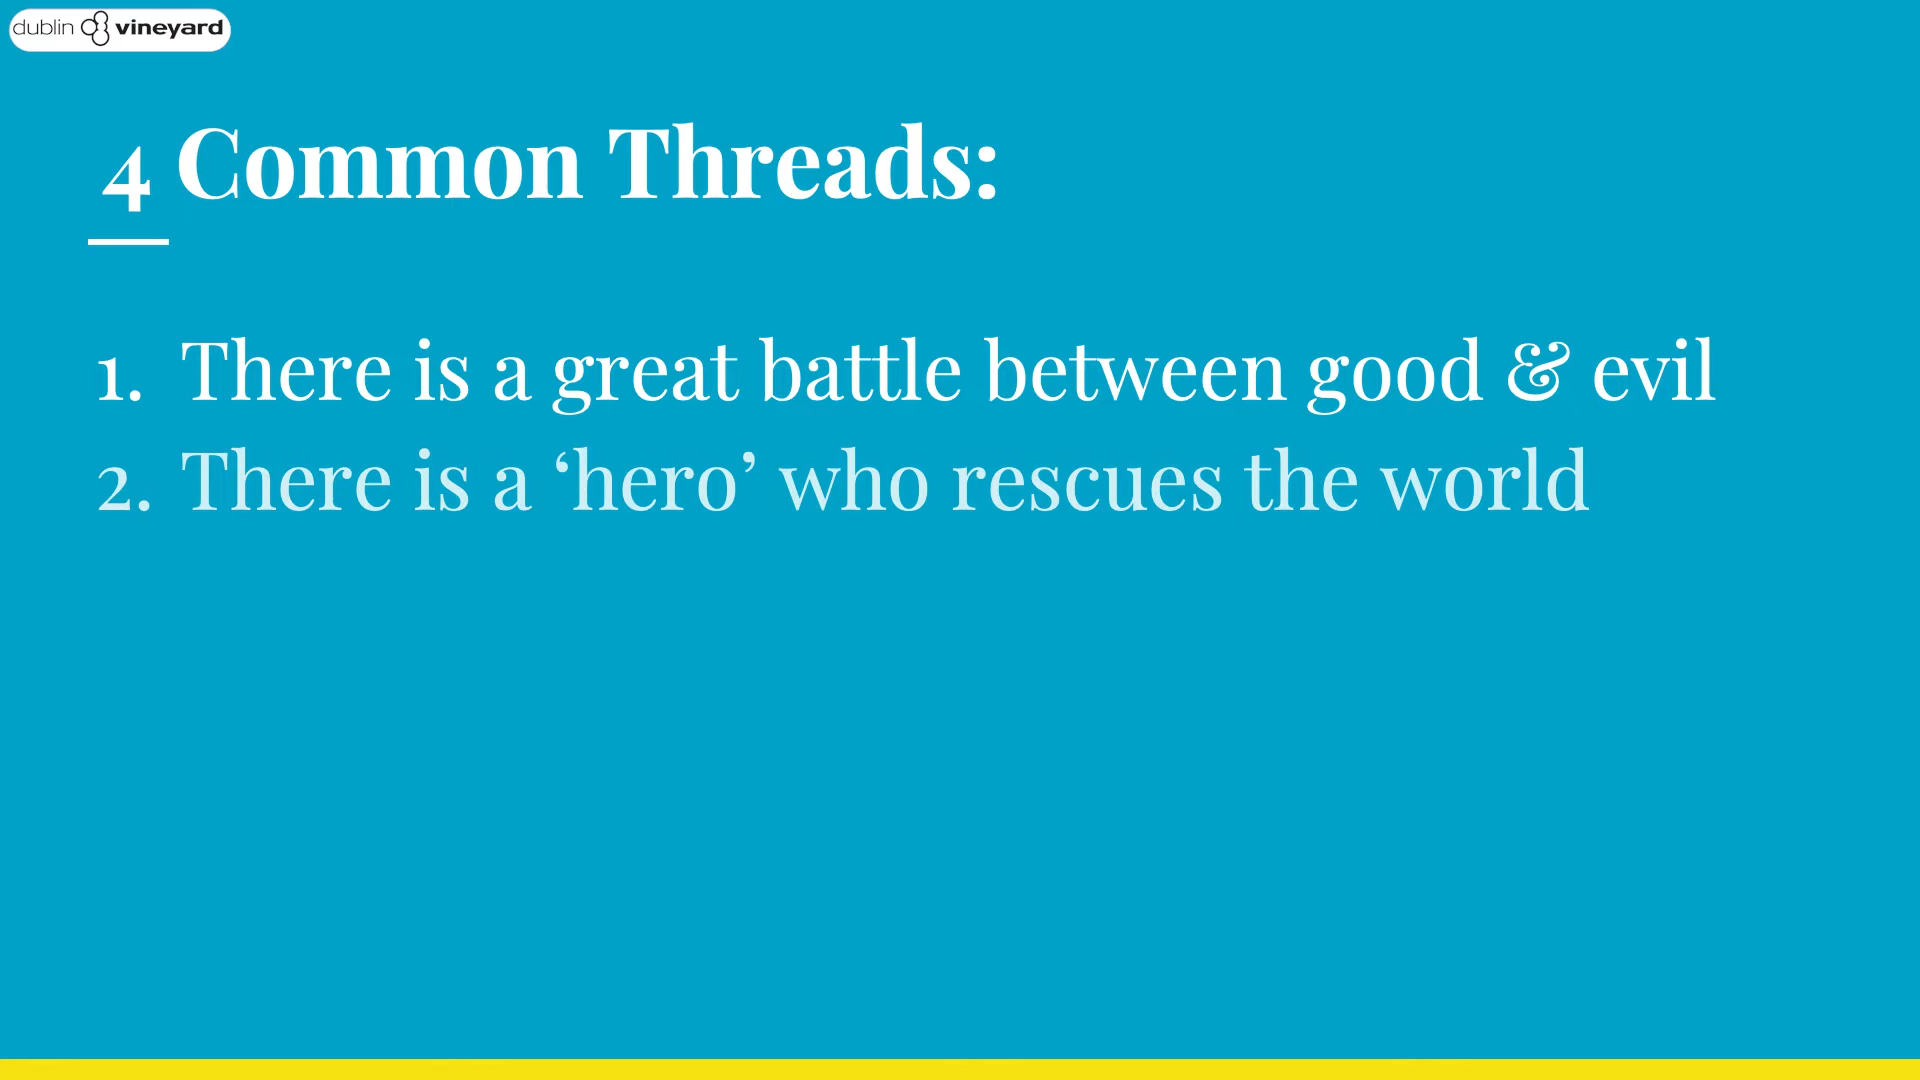 dublin vineyard
4 Common Threads:
1. There is a great battle between good & evil
2. There is a ‘hero’ who rescues the world